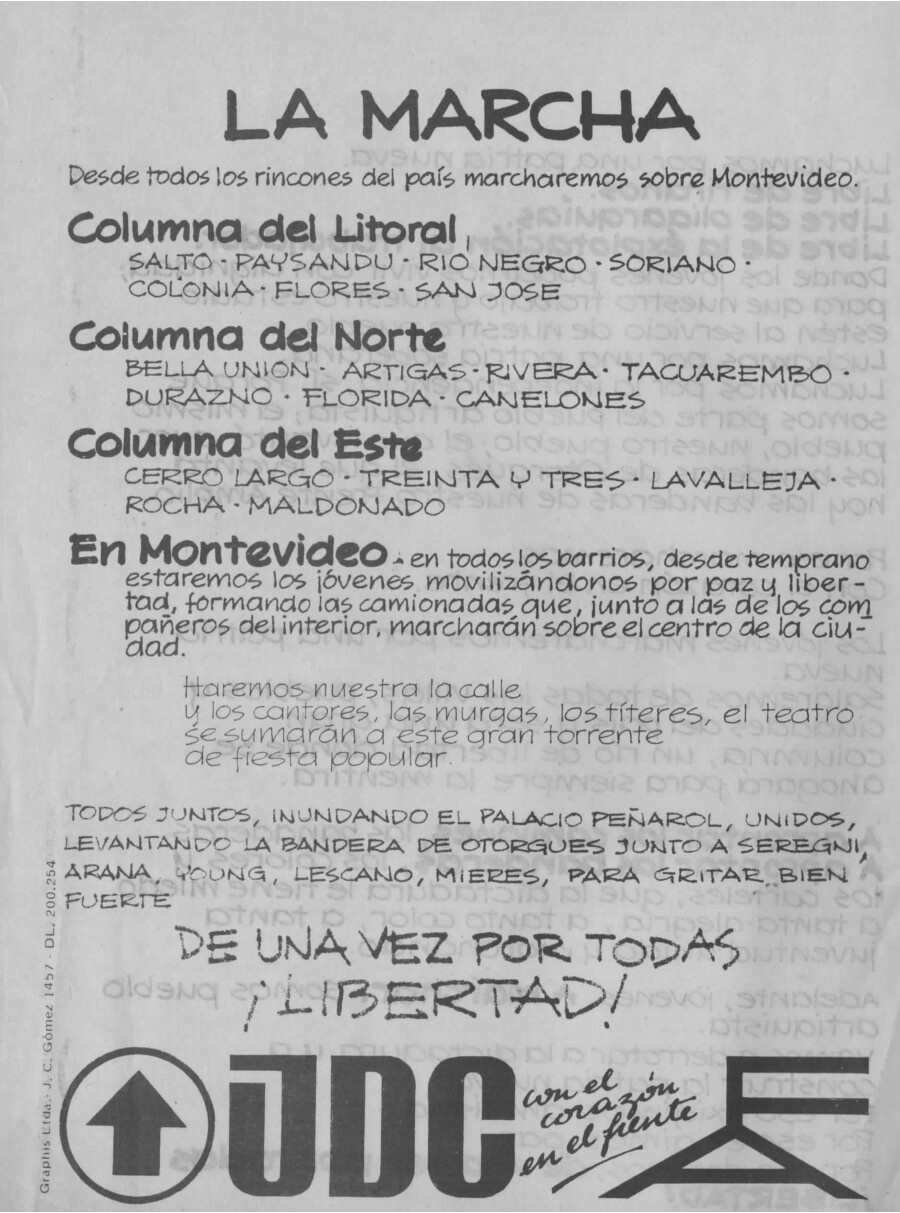 LA MARCHA
Desde todos los rincones del país marcharemos sobre Montevideo.
Columna del Litoral
SALTO · PAYSANDU · RIO NEGRO · SORIANO ·
COLONIA · FLORES · SAN JOSE
Columna del Norte
BELLA UNION · ARTIGAS · RIVERA · TACUAREMBO ·
DURAZNO · FLORIDA · CANELONES
Columna del Este
CERRO LARGO · TREINTA Y TRES · LAVALLEJA ·
ROCHA · MALDONADO
En Montevideo.- en todos los barrios, desde temprano
estaremos los jóvenes movilizándonos por paz y liber-
tad, formando las camionadas que, junto a las de los com
pañeros del interior, marcharán sobre el centro de la ciu-
dad.
Haremos nuestra la calle
y los cantores, las murgas, los títeres, el teatro
se sumarán a este gran torrente
de fiesta popular.
TODOS JUNTOS, INUNDANDO EL PALACIO PEÑAROL, UNIDOS,
LEVANTANDO LA BANDERA DE OTORGUES JUNTO A SEREGNI,
ARANA, YOUNG, LESCANO, MIERES, PARA GRITAR BIEN
FUERTE
DE UNA VEZ POR TODAS
¡LIBERTAD!
JDC
con el
corazón
en el frente
FA
Graphis Ltda.- J. C. Gómez 1457 - DL. 200.254